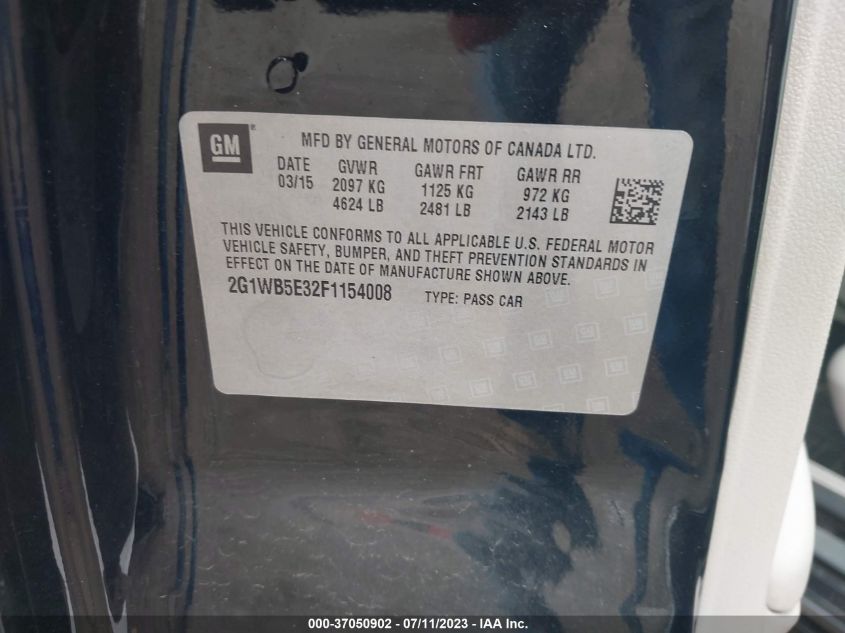 GM ®
MFD BY GENERAL MOTORS OF CANADA LTD.
DATE GVWR GAWR FRT GAWR RR
03/15 2097 KG 1125 KG 972 KG
4624 LB 2481 LB 2143 LB
THIS VEHICLE CONFORMS TO ALL APPLICABLE U.S. FEDERAL MOTOR
VEHICLE SAFETY, BUMPER, AND THEFT PREVENTION STANDARDS IN
EFFECT ON THE DATE OF MANUFACTURE SHOWN ABOVE.
2G1WB5E32F1154008 TYPE: PASS CAR
000-37050902 - 07/11/2023 - IAA Inc.